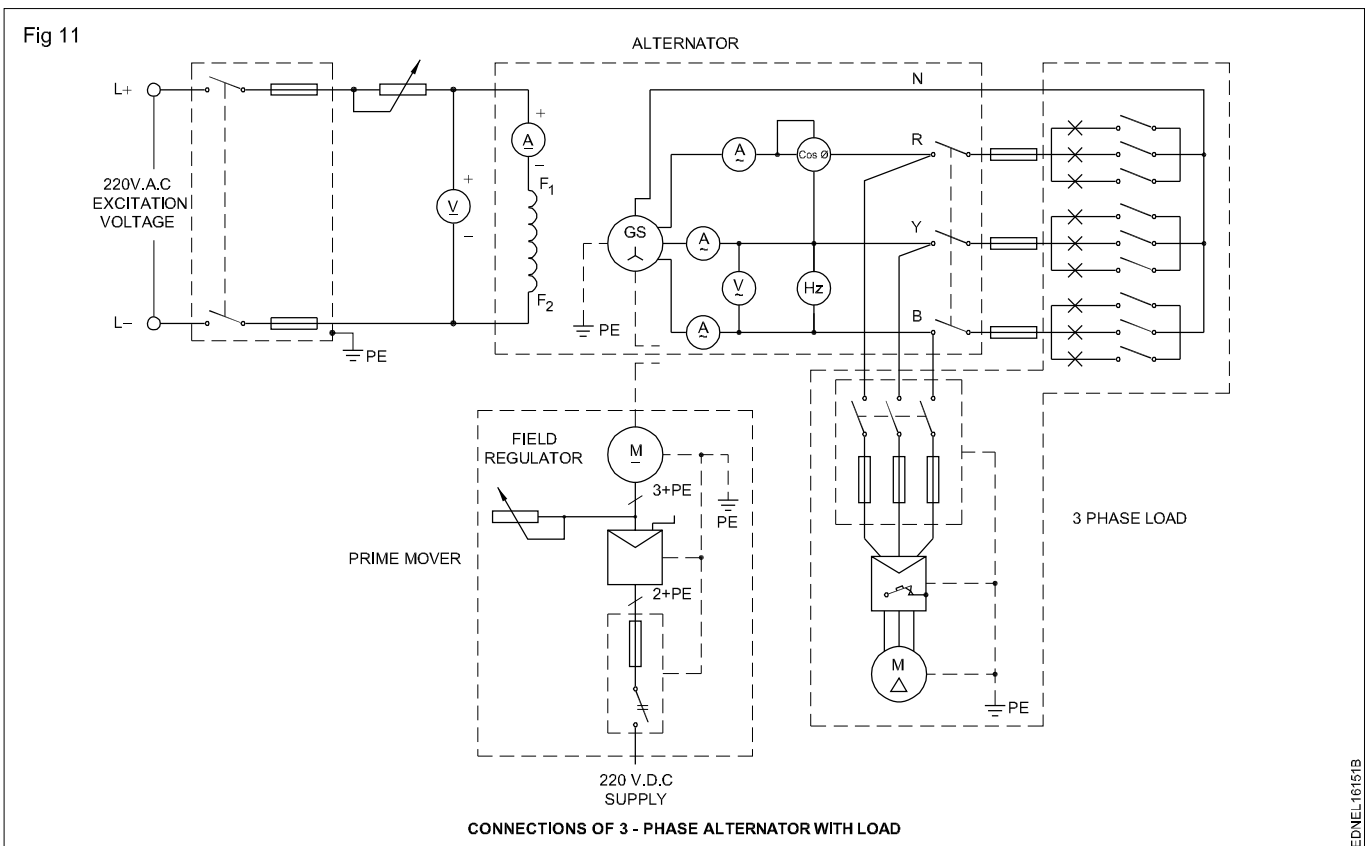 Fig 11
ALTERNATOR
L+
220V.A.C
EXCITATION
VOLTAGE
L−
+
V
−
+
A
−
F1
F2
PE
GS
PE
A
~
Cos Ø
A
~
V
~
Hz
A
~
N
R
Y
B
FIELD
REGULATOR
M
3+PE
PE
PRIME MOVER
2+PE
220 V.D.C
SUPPLY
3 PHASE LOAD
M
△
PE
CONNECTIONS OF 3 - PHASE ALTERNATOR WITH LOAD
EDNEL16151B